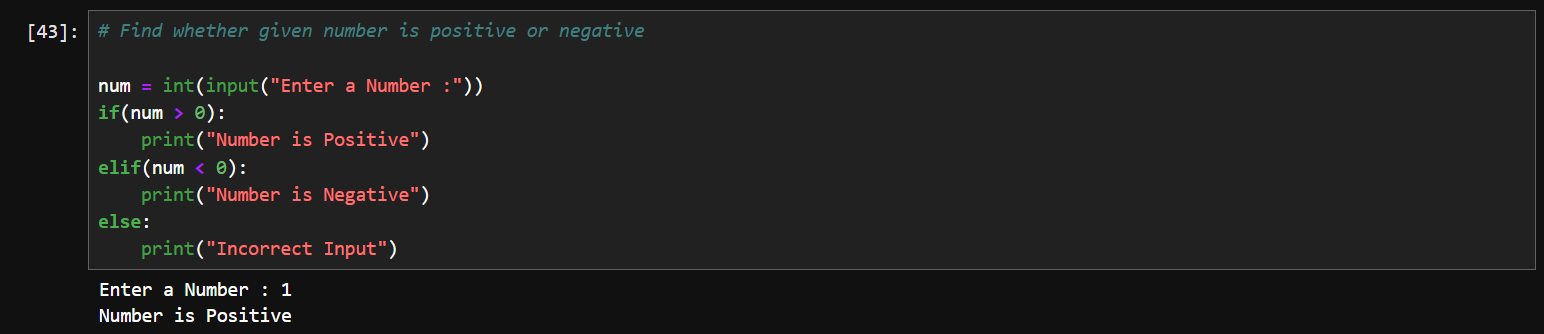 [43]: # Find whether given number is positive or negative
num = int(input("Enter a Number :"))
if(num > 0):
    print("Number is Positive")
elif(num < 0):
    print("Number is Negative")
else:
    print("Incorrect Input")
Enter a Number : 1
Number is Positive